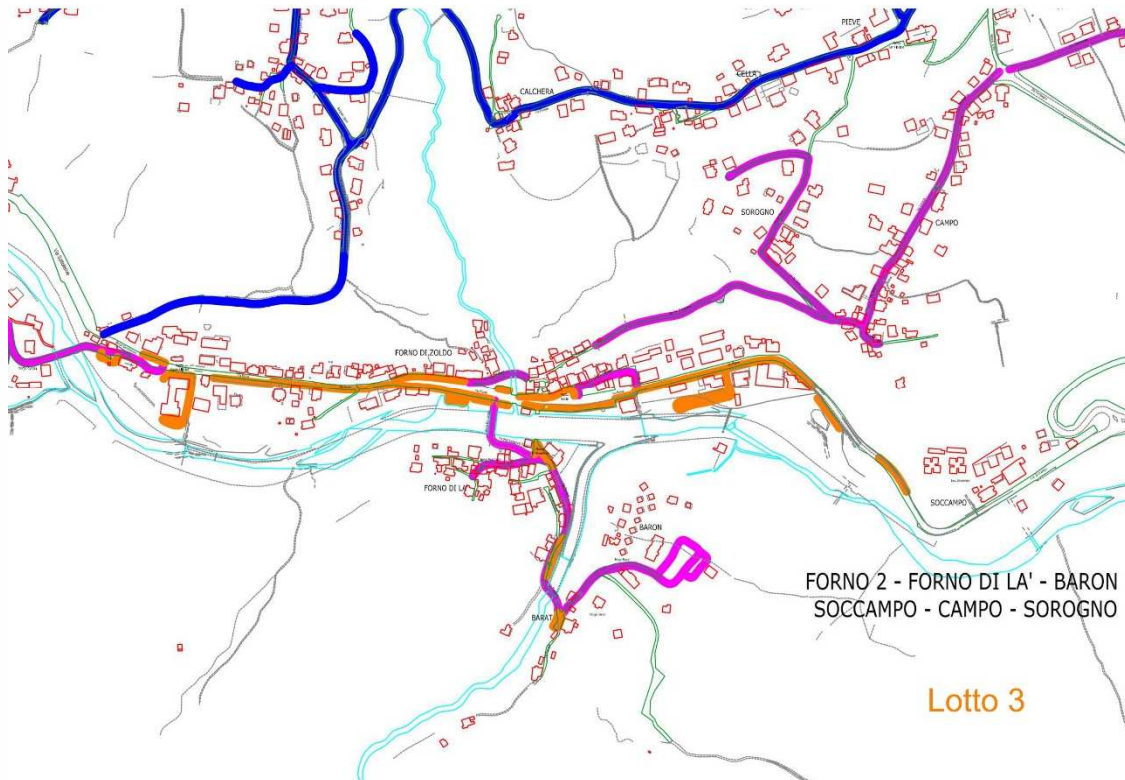 PIEVE
CELLA
CALCHERA
SOROGNO
CAMPO
FORNO DI ZOLDO
FORNO DI LA'
SOCCAMPO
BARON
BARAT
FORNO 2 - FORNO DI LA' - BARON
SOCCAMPO - CAMPO - SOROGNO
Lotto 3